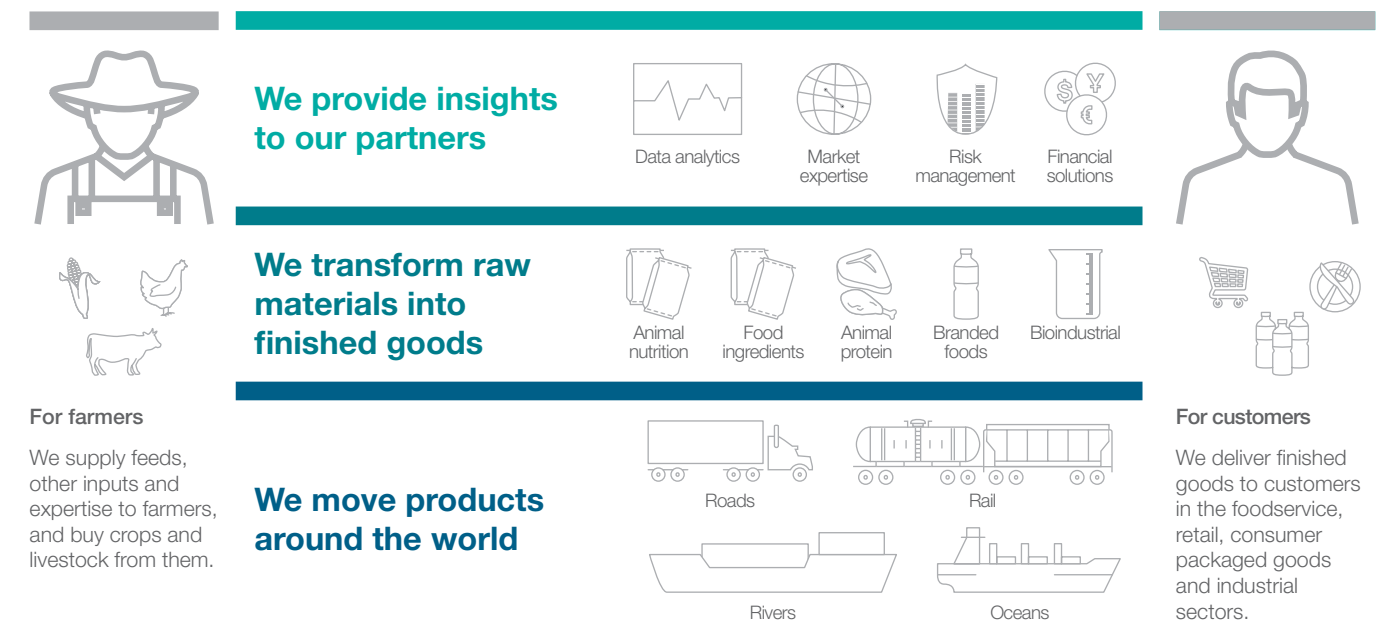 We provide insights
to our partners
Data analytics
Market
expertise
Risk
management
Financial
solutions
$
¥
€
We transform raw
materials into
finished goods
Animal
nutrition
Food
ingredients
Animal
protein
Branded
foods
Bioindustrial
We move products
around the world
Roads
Rail
Rivers
Oceans
For farmers
We supply feeds,
other inputs and
expertise to farmers,
and buy crops and
livestock from them.
For customers
We deliver finished
goods to customers
in the foodservice,
retail, consumer
packaged goods
and industrial
sectors.